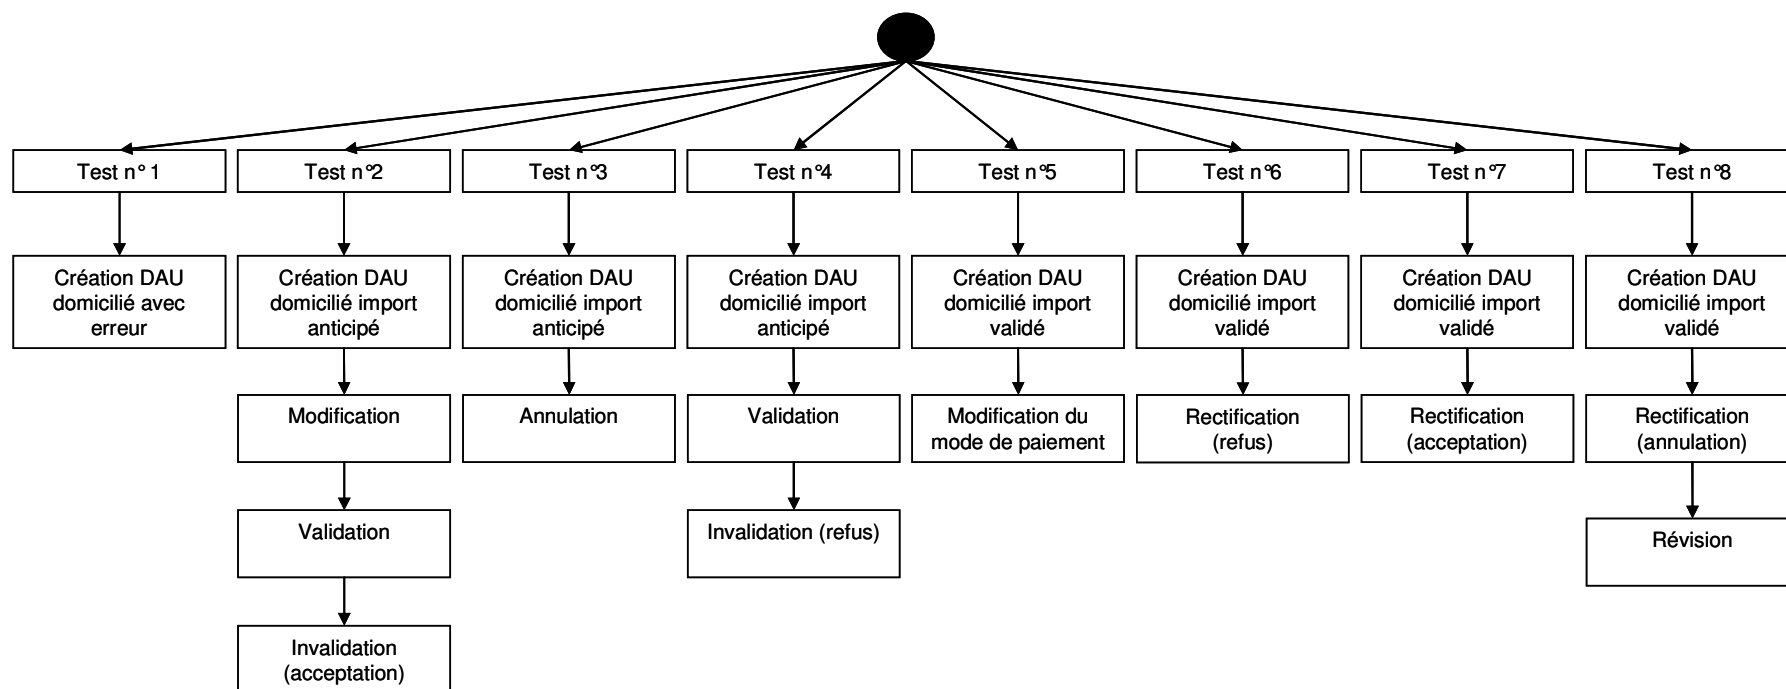 Test n° 1
Test n°2
Test n°3
Test n°4
Test n°5
Test n°6
Test n°7
Test n°8
Création DAU
domicilié avec
erreur
Création DAU
domicilié import
anticipé
Création DAU
domicilié import
anticipé
Création DAU
domicilié import
anticipé
Création DAU
domicilié import
validé
Création DAU
domicilié import
validé
Création DAU
domicilié import
validé
Création DAU
domicilié import
validé
Modification
Annulation
Validation
Modification du
mode de paiement
Rectification
(refus)
Rectification
(acceptation)
Rectification
(annulation)
Validation
Invalidation (refus)
Révision
Invalidation
(acceptation)